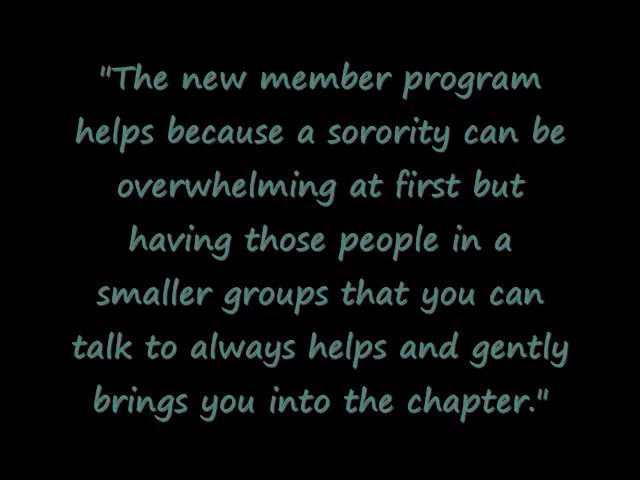 "The new member program
helps because a sorority can be
overwhelming at first but
having those people in a
smaller groups that you can
talk to always helps and gently
brings you into the chapter."